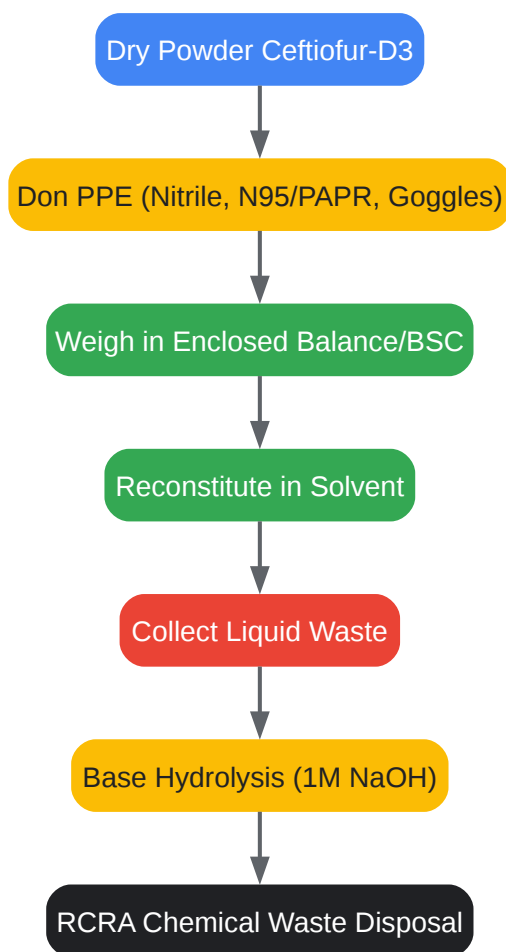 Dry Powder Ceftiofur-D3
Don PPE (Nitrile, N95/PAPR, Goggles)
Weigh in Enclosed Balance/BSC
Reconstitute in Solvent
Collect Liquid Waste
Base Hydrolysis (1M NaOH)
RCRA Chemical Waste Disposal